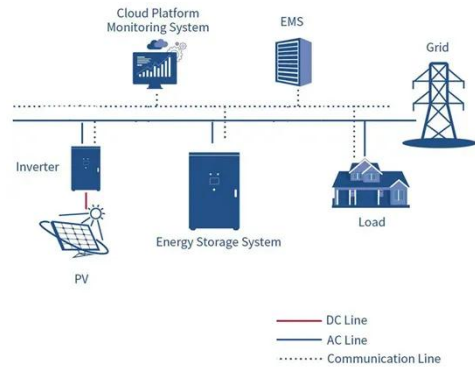 Cloud Platform
Monitoring System
EMS
Grid
Inverter
Energy Storage System
Load
PV
DC Line
AC Line
Communication Line